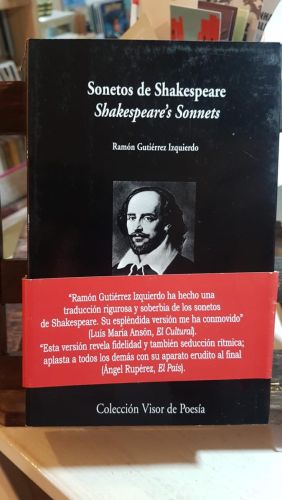 Sonetos de Shakespeare
Shakespeare's Sonnets
Ramón Gutiérrez Izquierdo
"Ramón Gutiérrez Izquierdo ha hecho una
traducción rigurosa y soberbia de los sonetos
de Shakespeare. Su espléndida versión me ha conmovido"
(Luis María Ansón, El Cultural).
"Esta versión revela fidelidad y también seducción rítmica;
aplasta a todos los demás con su aparato erudito al final
(Ángel Rupérez, El País).
Colección Visor de Poesía